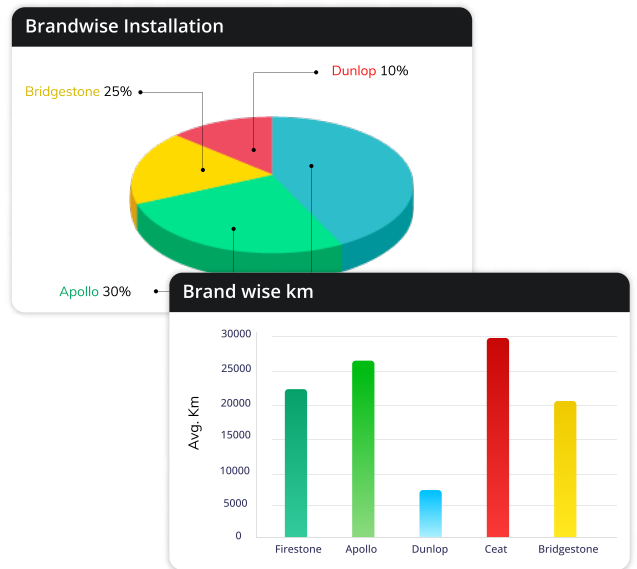 Brandwise Installation
Dunlop 10%
Bridgestone 25%
Apollo 30%
Brand wise km
Avg. Km
30000
25000
20000
15000
10000
5000
0
Firestone Apollo Dunlop Ceat Bridgestone